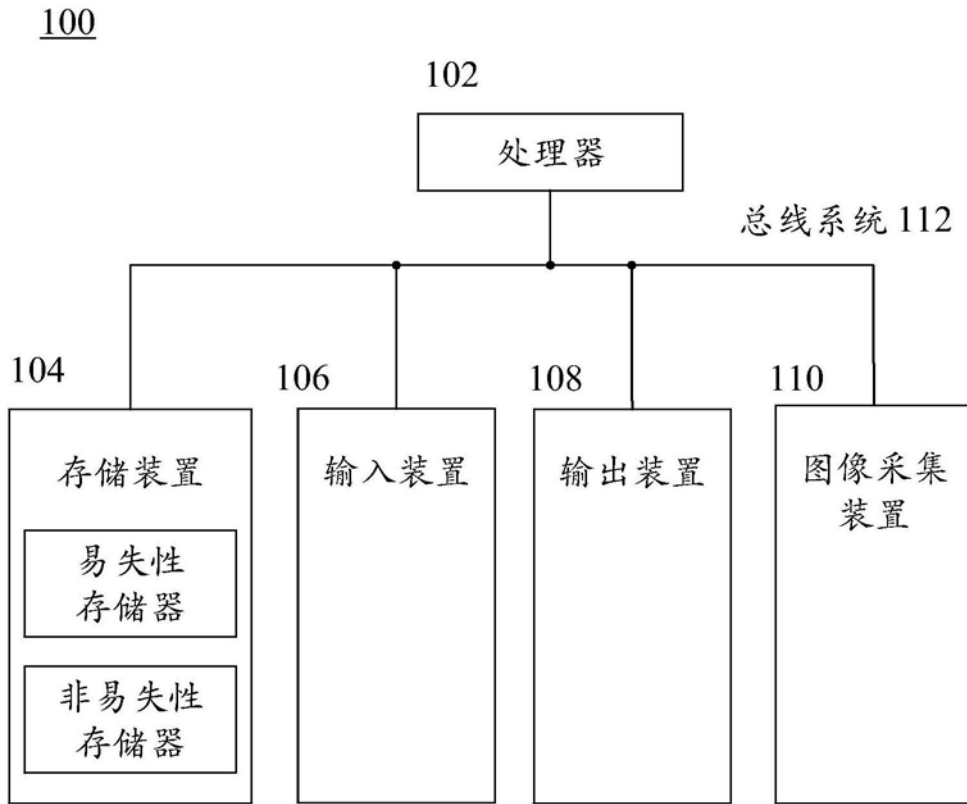 100
102
处理器
总线系统 112
104
106
108
110
存储装置
易失性
存储器
非易失性
存储器
输入装置
输出装置
图像采集
装置